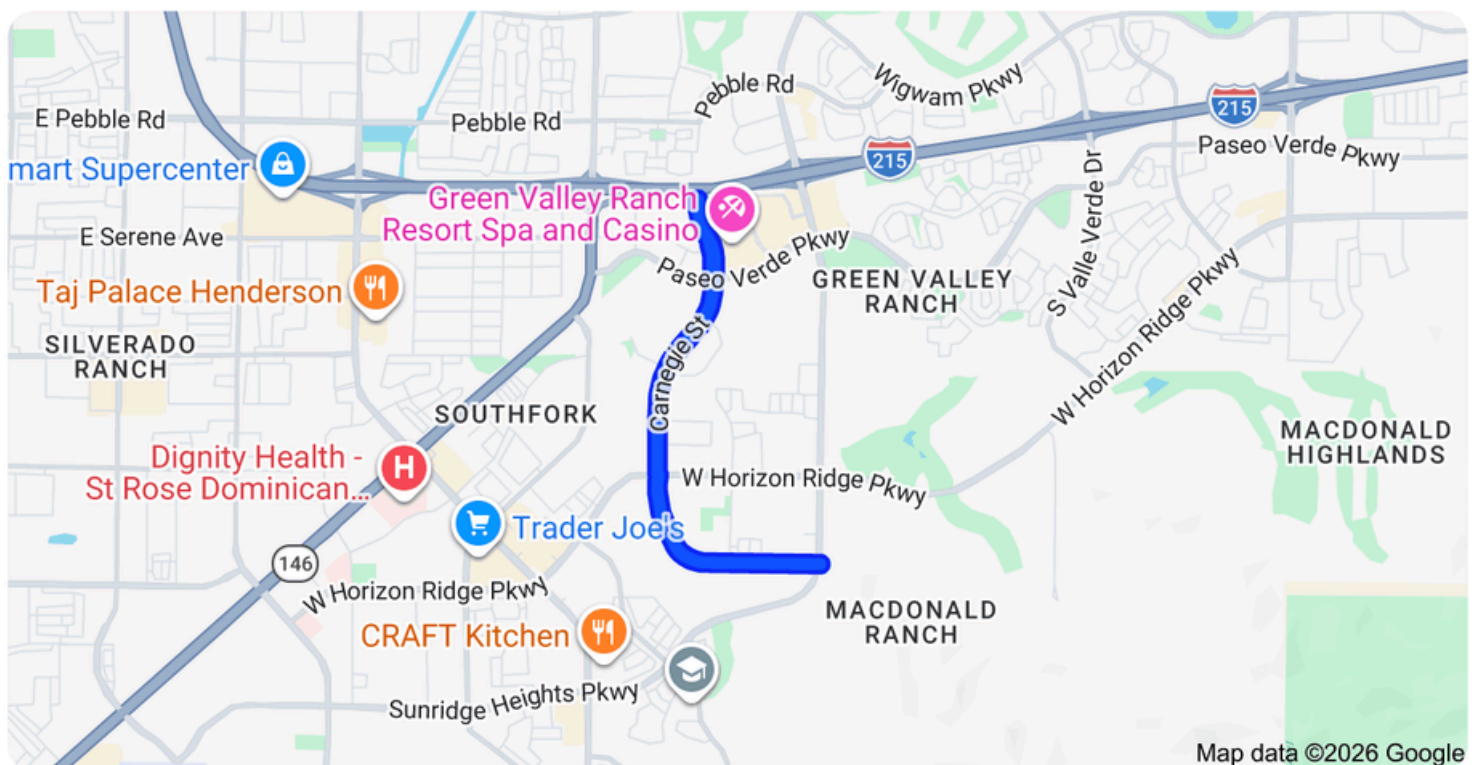 E Pebble Rd
Pebble Rd
Pebble Rd
Wigwam Pkwy
215
215
Paseo Verde Pkwy
mart Supercenter
Green Valley Ranch
Resort Spa and Casino
E Serene Ave
Paseo Verde Pkwy
S Valle Verde Dr
GREEN VALLEY
RANCH
Taj Palace Henderson
SILVERADO
RANCH
Carnegie St
W Horizon Ridge Pkwy
SOUTHFORK
MACDONALD
HIGHLANDS
Dignity Health -
St Rose Dominican...
H
W Horizon Ridge Pkwy
Trader Joe's
146
W Horizon Ridge Pkwy
MACDONALD
RANCH
CRAFT Kitchen
Sunridge Heights Pkwy
Map data ©2026 Google